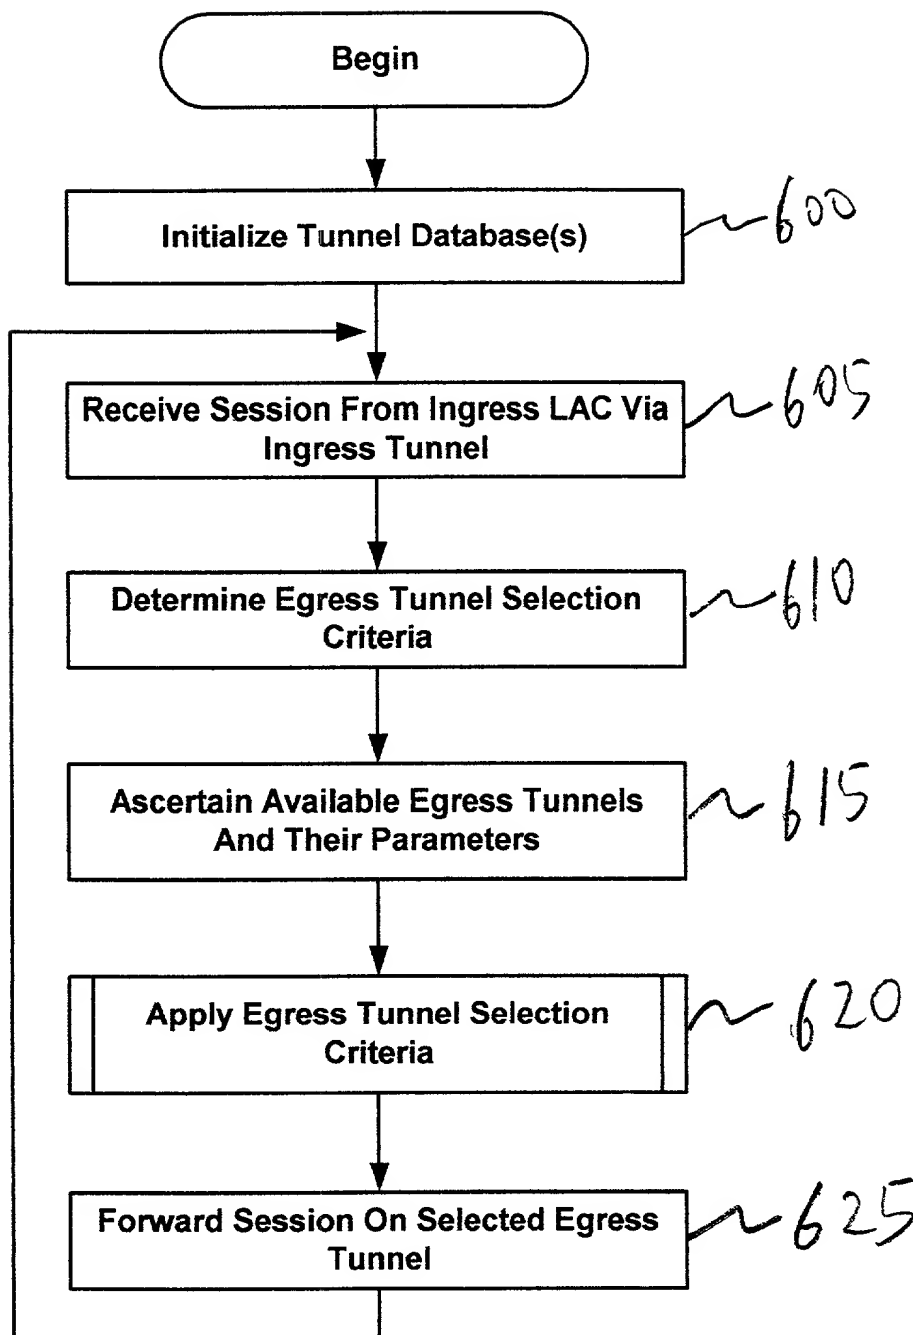 Begin
Initialize Tunnel Database(s)
600
Receive Session From Ingress LAC Via
Ingress Tunnel
605
Determine Egress Tunnel Selection
Criteria
610
Ascertain Available Egress Tunnels
And Their Parameters
615
Apply Egress Tunnel Selection
Criteria
620
Forward Session On Selected Egress
Tunnel
625